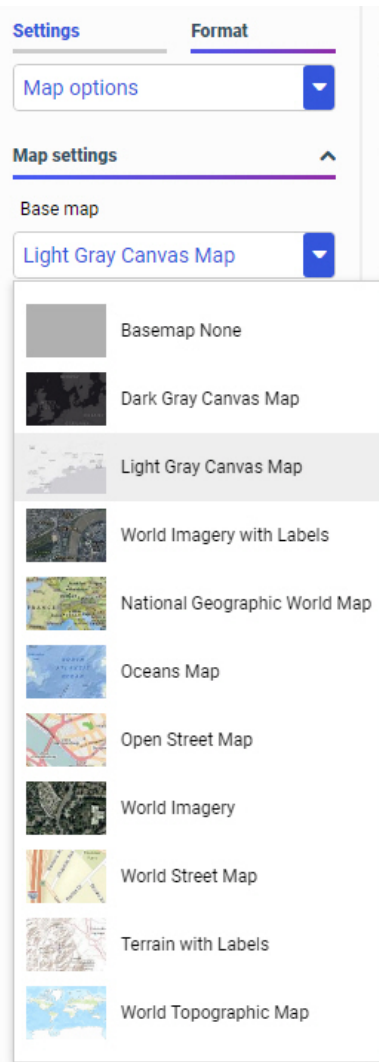 Settings Format
Map options
Map settings
Base map
Light Gray Canvas Map
Basemap None
Dark Gray Canvas Map
Light Gray Canvas Map
World Imagery with Labels
National Geographic World Map
Oceans Map
Open Street Map
World Imagery
World Street Map
Terrain with Labels
World Topographic Map